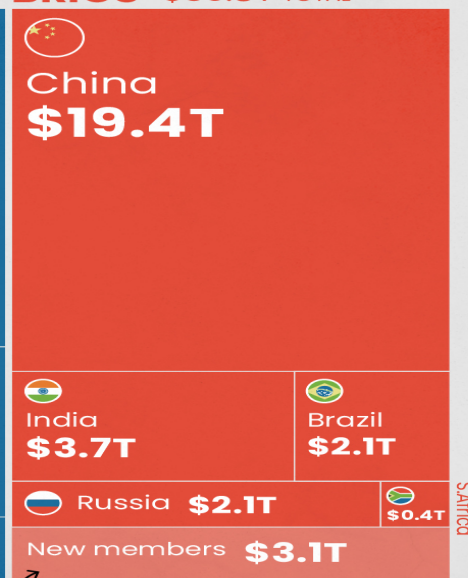 China
$19.4T
India
$3.7T
Brazil
$2.1T
Russia $2.1T
$0.4T
S.Africa
New members $3.1T